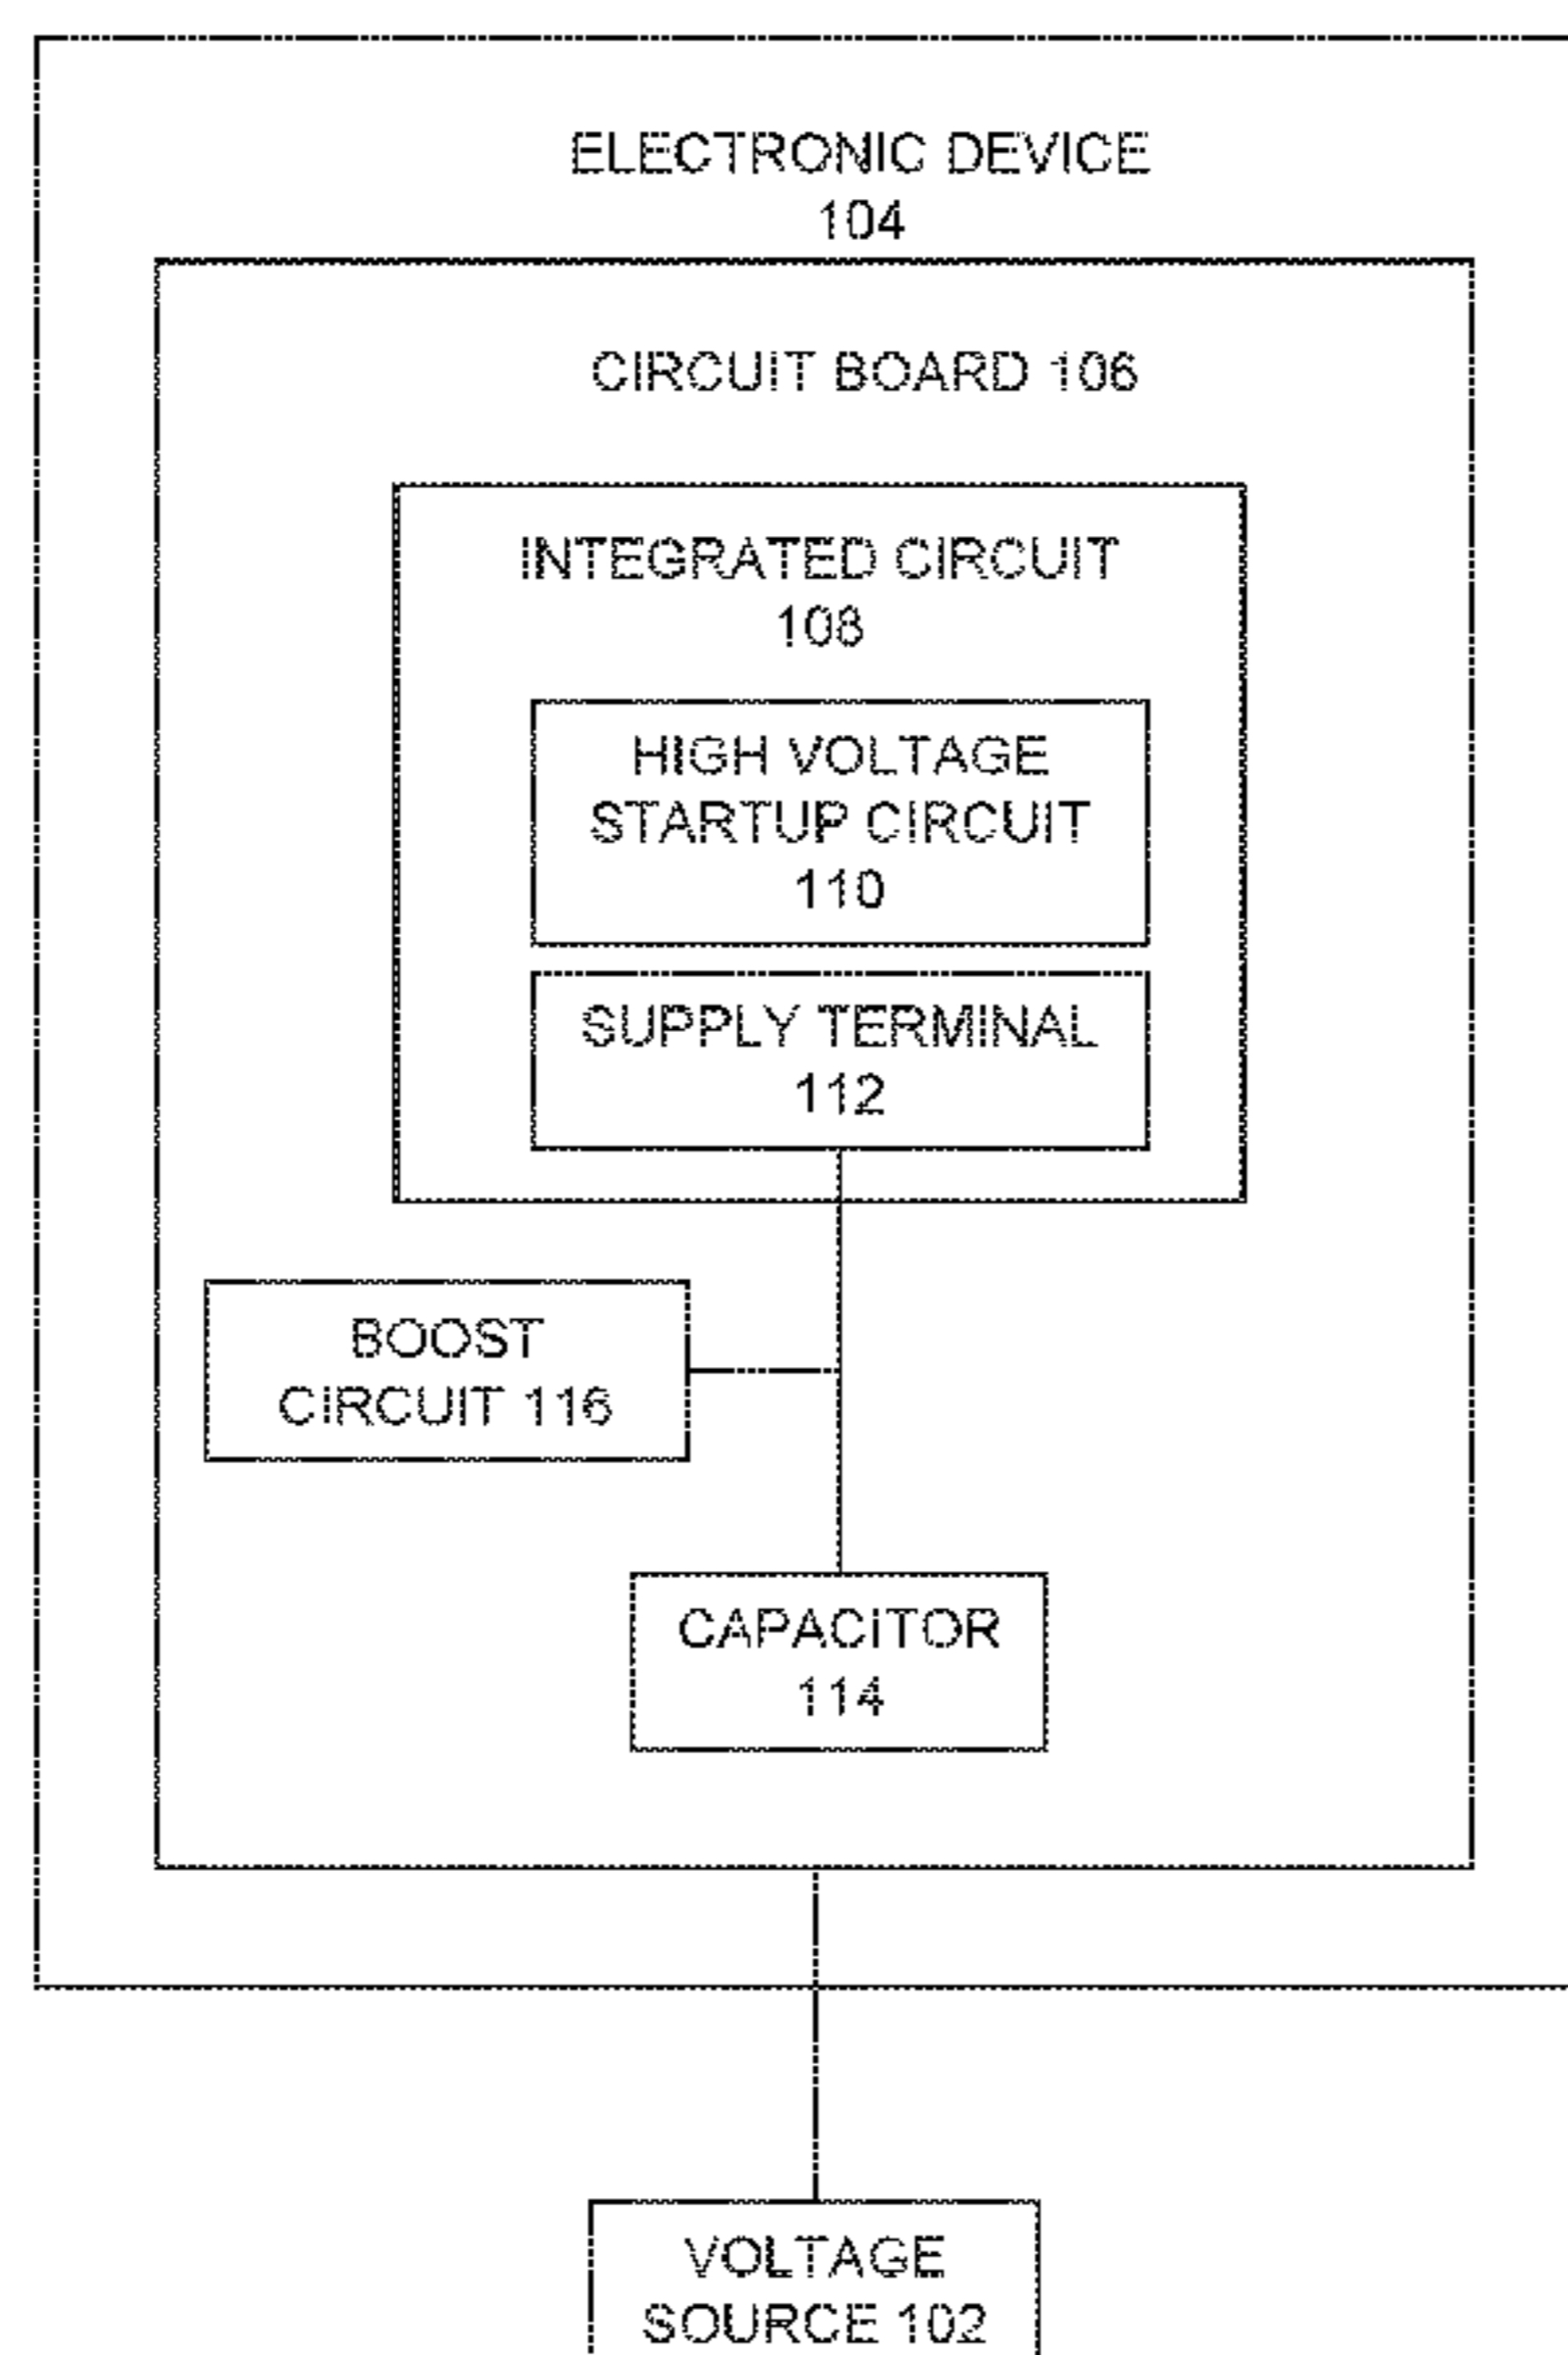 ELECTRONIC DEVICE
104
CIRCUIT BOARD 106
INTEGRATED CIRCUIT
108
HIGH VOLTAGE
STARTUP CIRCUIT
110
SUPPLY TERMINAL
112
BOOST
CIRCUIT 116
CAPACITOR
114
VOLTAGE
SOURCE 102